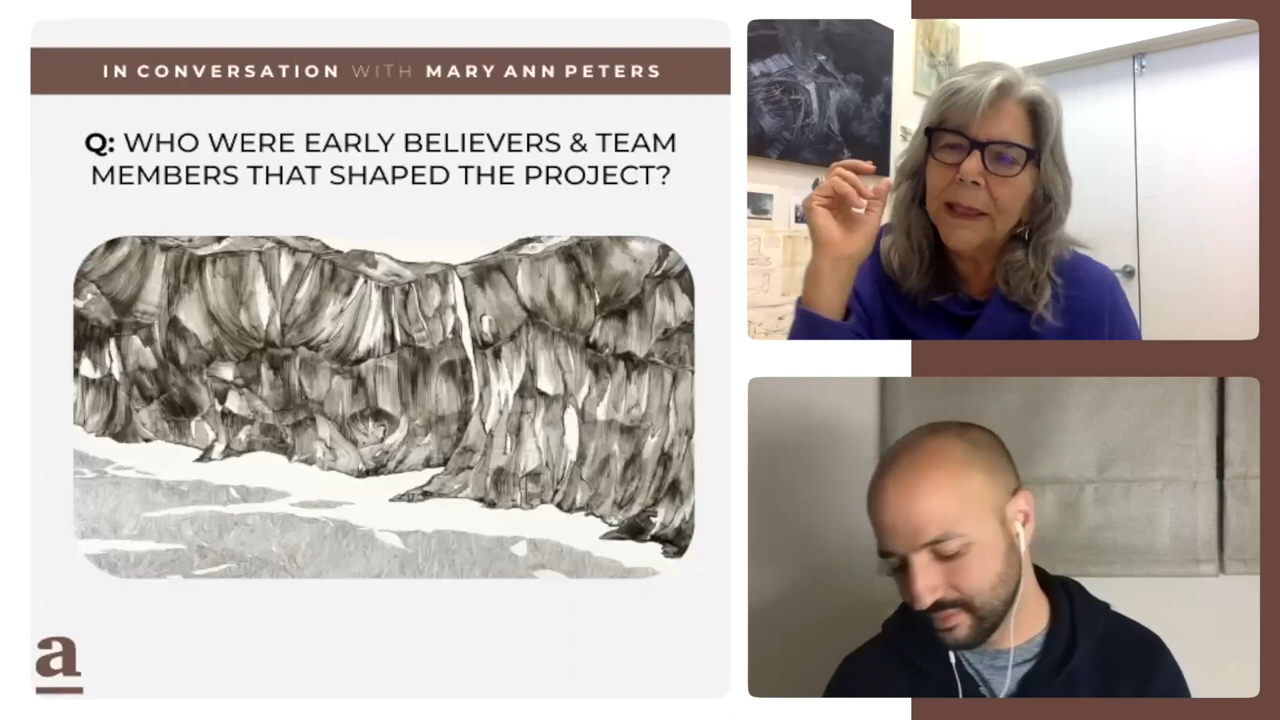 IN CONVERSATION WITH MARY ANN PETERS
Q: WHO WERE EARLY BELIEVERS & TEAM
MEMBERS THAT SHAPED THE PROJECT?
a